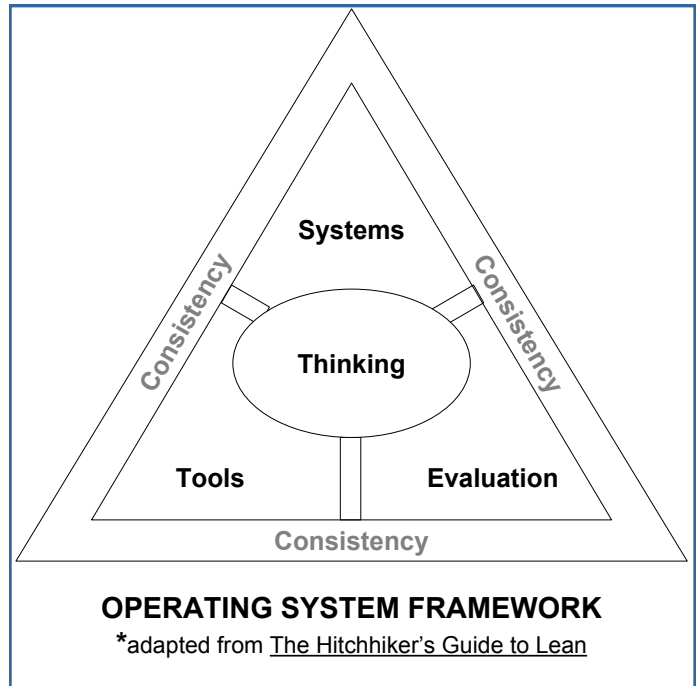 Systems
Consistency
Consistency
Thinking
Tools
Evaluation
Consistency
OPERATING SYSTEM FRAMEWORK
*adapted from The Hitchhiker's Guide to Lean